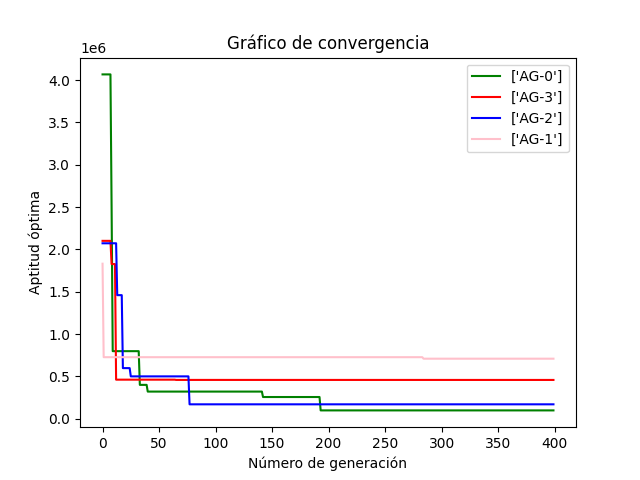 Gráfico de convergencia
1e6
['AG-0']
['AG-3']
['AG-2']
['AG-1']
4.0
3.5
3.0
2.5
2.0
1.5
1.0
0.5
0.0
Aptitud óptima
0 50 100 150 200 250 300 350 400
Número de generación